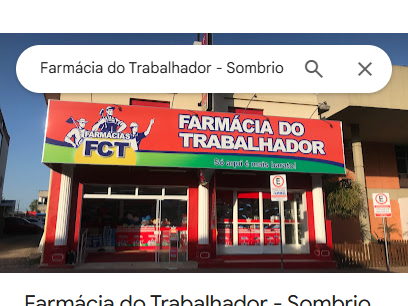 Farmácia do Trabalhador - Sombrio
FARMÁCIAS
FCT
FARMÁCIA DO
TRABALHADOR
Só aqui é mais barato!
E
E
Farmácia do Trabalhador - Sombrio